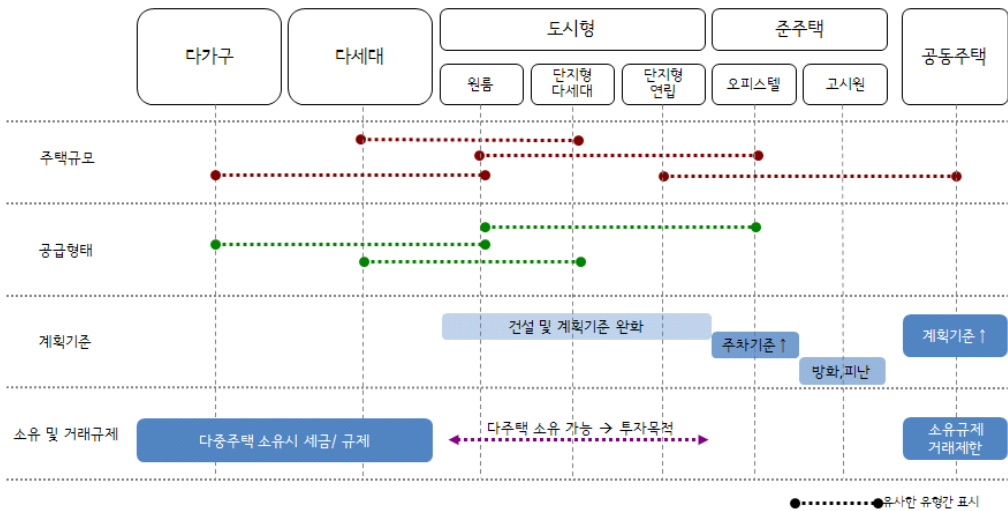 다가구
다세대
도시형
준주택
공동주택
원룸
단지형
다세대
단지형
연립
오피스텔
고시원
주택규모
공급형태
계획기준
건설 및 계획기준 완화
주차기준↑
방화,피난
계획기준↑
소유 및 거래규제
다중주택 소유시 세금/ 규제
다주택 소유 가능 → 투자목적
소유규제
거래제한
유사한 유형간 표시